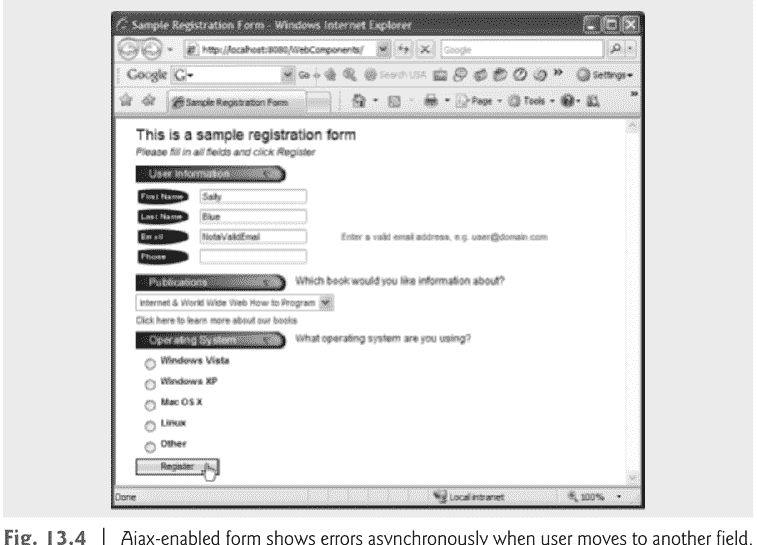 Sample Registration Form - Windows Internet Explorer
http://localhost:8080/WebComponents/
Google
Google G Go Search USA Settings
Sample Registration Form Page Tools
This is a sample registration form
Please fill in all fields and click Register
User Information
First Name Sally
Last Name Blue
Email NotaValidEmail Enter a valid email address, e.g. user@domain.com
Phone
Publications Which book would you like information about?
Internet & World Wide Web How to Program
Click here to learn more about our books
Operating System What operating system are you using?
Windows Vista
Windows XP
Mac OS X
Linux
Other
Register
Done Local intranet 100%
Fig. 13.4 | Ajax-enabled form shows errors asynchronously when user moves to another field.